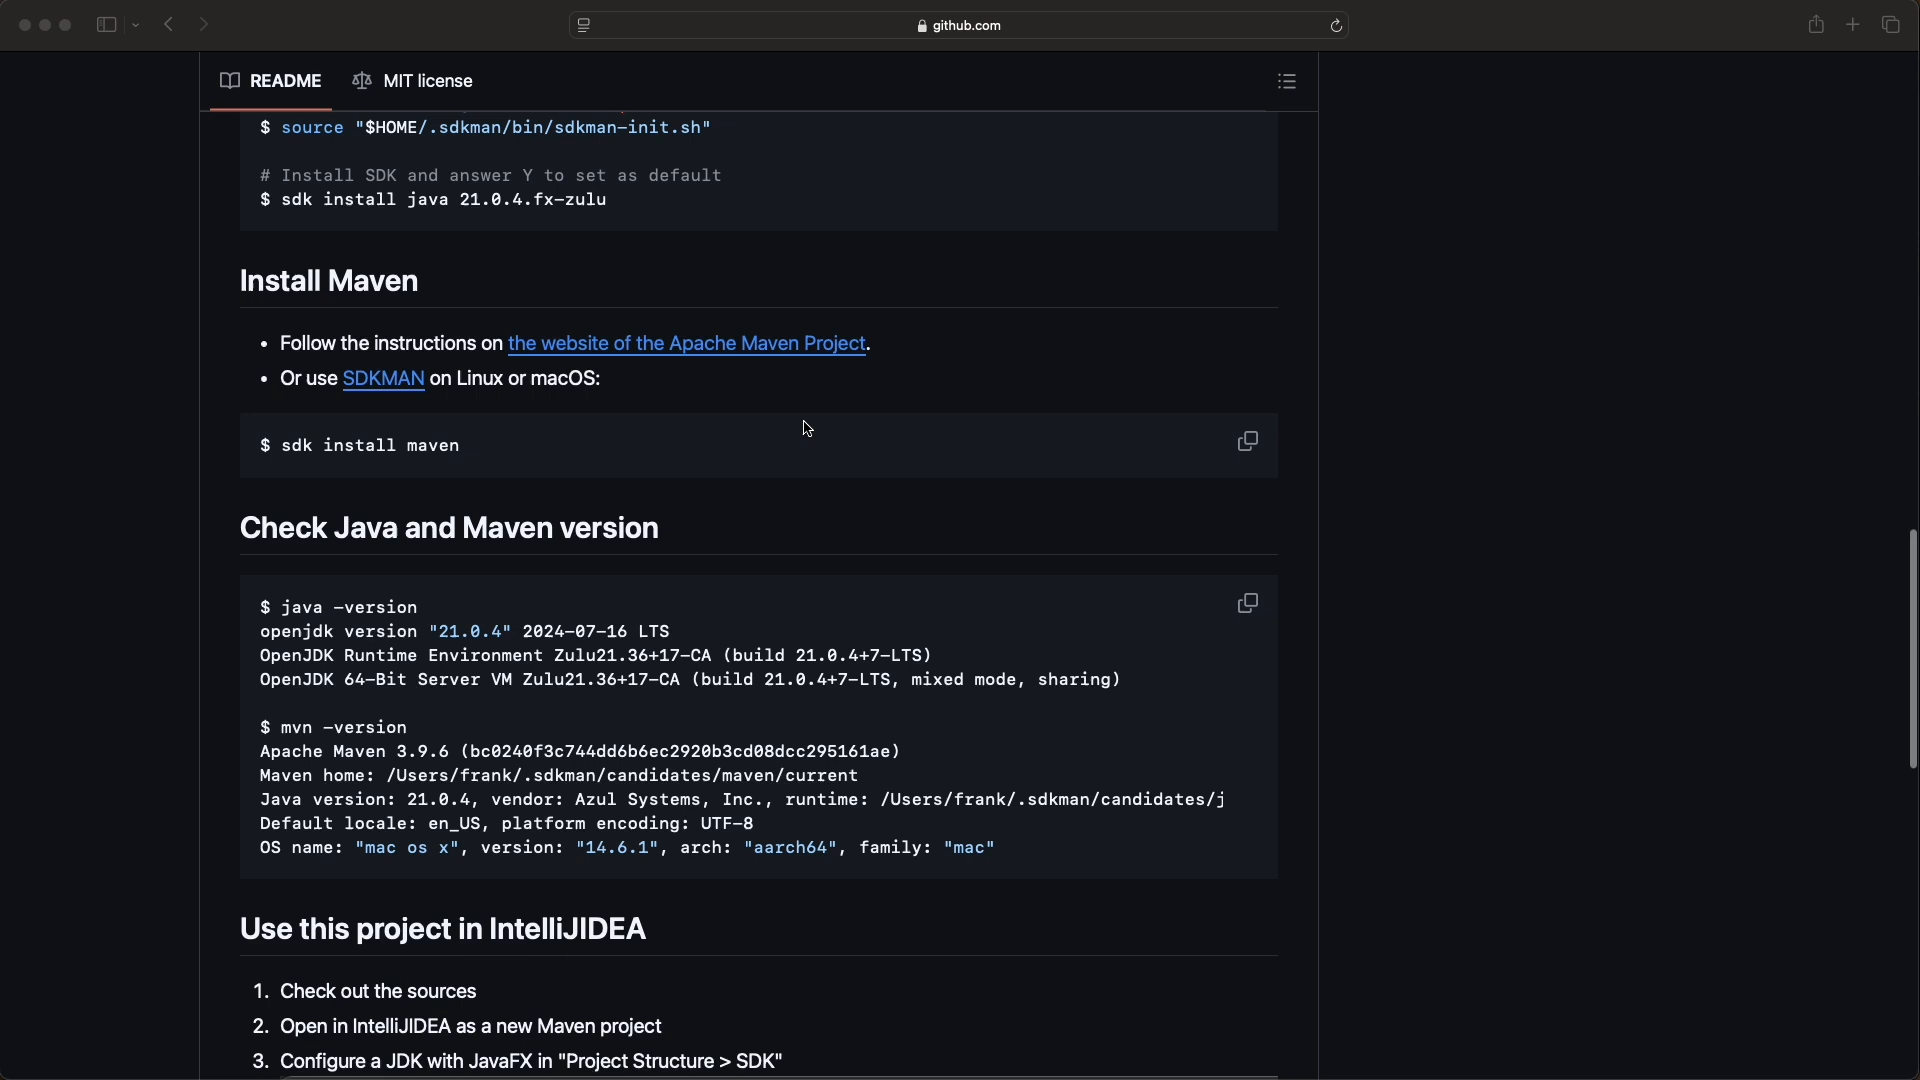 github.com
README
MIT license
$ source "$HOME/.sdkman/bin/sdkman-init.sh"
# Install SDK and answer Y to set as default
$ sdk install java 21.0.4.fx-zulu
Install Maven
• Follow the instructions on the website of the Apache Maven Project.
• Or use SDKMAN on Linux or macOS:
$ sdk install maven
Check Java and Maven version
$ java -version
openjdk version "21.0.4" 2024-07-16 LTS
OpenJDK Runtime Environment Zulu21.36+17-CA (build 21.0.4+7-LTS)
OpenJDK 64-Bit Server VM Zulu21.36+17-CA (build 21.0.4+7-LTS, mixed mode, sharing)
$ mvn -version
Apache Maven 3.9.6 (bc0240f3c744dd6b6ec2920b3cd08dcc295161ae)
Maven home: /Users/frank/.sdkman/candidates/maven/current
Java version: 21.0.4, vendor: Azul Systems, Inc., runtime: /Users/frank/.sdkman/candidates/j
Default locale: en_US, platform encoding: UTF-8
OS name: "mac os x", version: "14.6.1", arch: "aarch64", family: "mac"
Use this project in IntelliJIDEA
1. Check out the sources
2. Open in IntelliJIDEA as a new Maven project
3. Configure a JDK with JavaFX in "Project Structure > SDK"